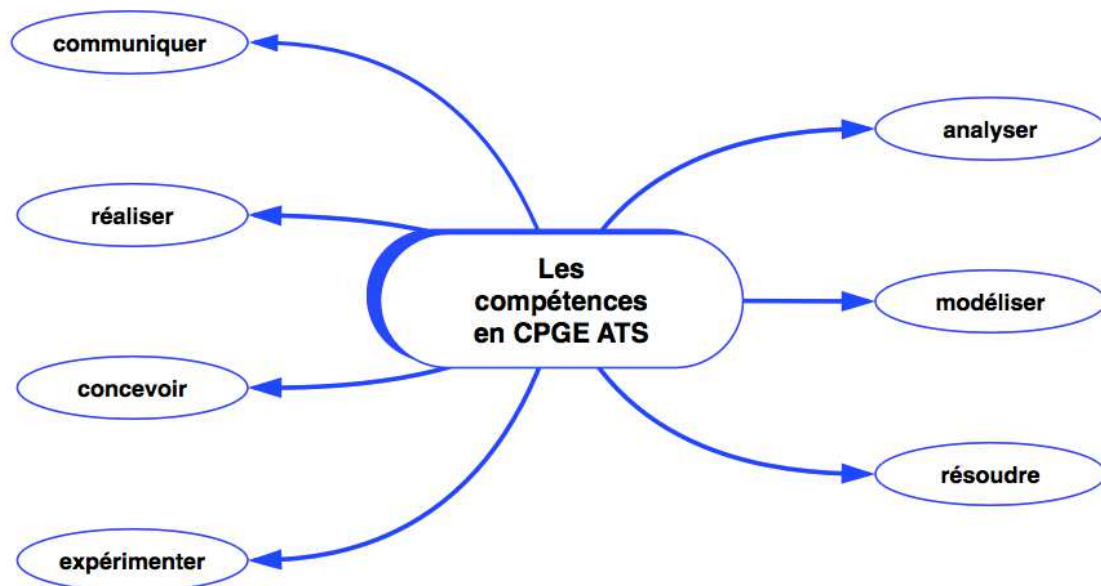 communiquer
analyser
réaliser
Les
compétences
en CPGE ATS
modéliser
concevoir
résoudre
expérimenter